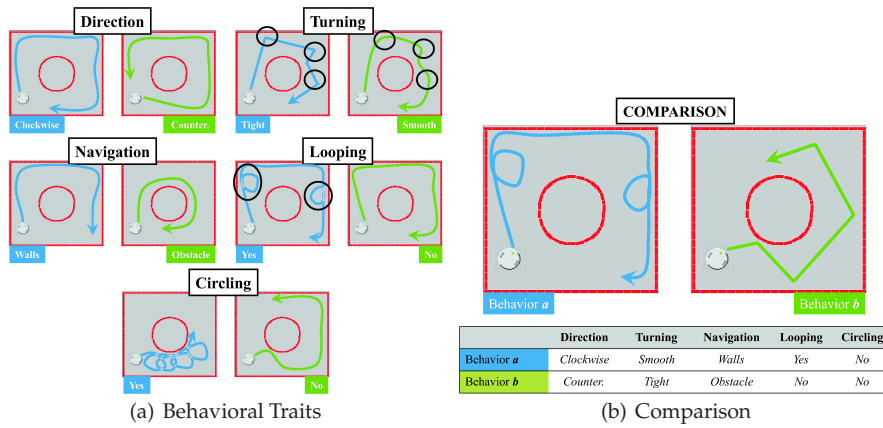 Direction
Turning
Clockwise
Counter.
Tight
Smooth
Navigation
Looping
Walls
Obstacle
Yes
No
Circling
Yes
No
(a) Behavioral Traits
COMPARISON
Behavior a
Behavior b
Direction Turning Navigation Looping Circling
Behavior a Clockwise Smooth Walls Yes No
Behavior b Counter. Tight Obstacle No No
(b) Comparison